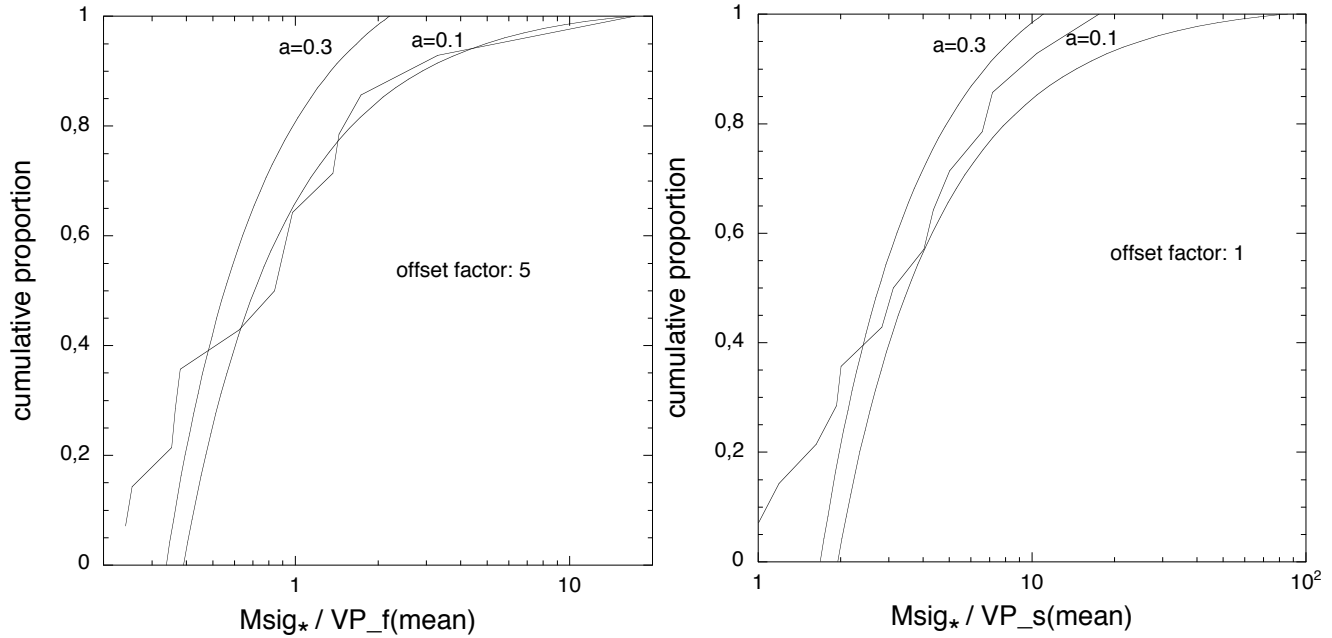 1
0,8
0,6
0,4
0,2
0
cumulative proportion
a=0.3
a=0.1
offset factor: 5
1
10
Msig* / VP_f(mean)
1
0,8
0,6
0,4
0,2
0
cumulative proportion
a=0.3
a=0.1
offset factor: 1
1
10
10²
Msig* / VP_s(mean)